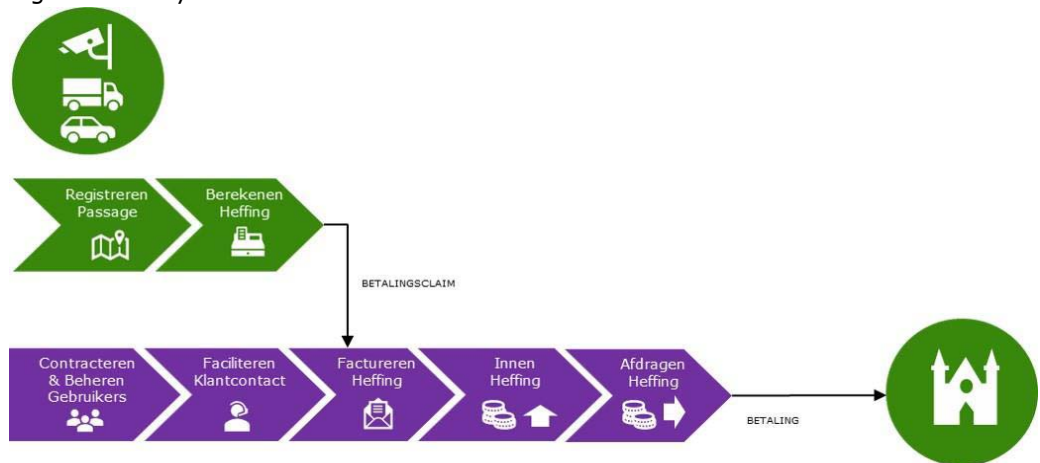 Registreren
Passage
Berekenen
Heffing
BETALINGSCLAIM
Contracteren
& Beheren
Gebruikers
Faciliteren
Klantcontact
Factureren
Heffing
Innen
Heffing
Afdragen
Heffing
BETALING